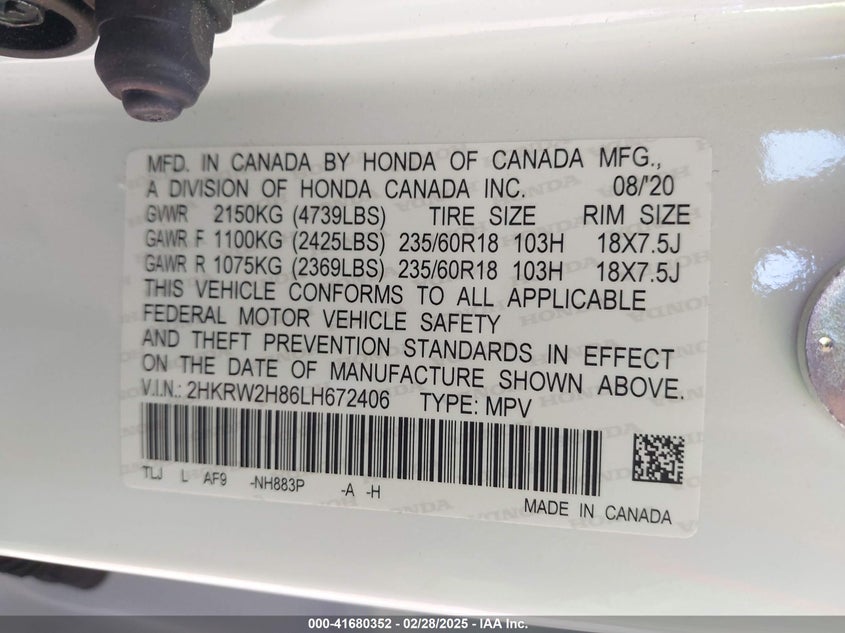 MFD. IN CANADA BY HONDA OF CANADA MFG.,
A DIVISION OF HONDA CANADA INC. 08/'20
GVWR 2150KG (4739LBS) TIRE SIZE RIM SIZE
GAWR F 1100KG (2425LBS) 235/60R18 103H 18X7.5J
GAWR R 1075KG (2369LBS) 235/60R18 103H 18X7.5J
THIS VEHICLE CONFORMS TO ALL APPLICABLE
FEDERAL MOTOR VEHICLE SAFETY
AND THEFT PREVENTION STANDARDS IN EFFECT
ON THE DATE OF MANUFACTURE SHOWN ABOVE.
V.I.N.: 2HKRW2H86LH672406 TYPE: MPV
TLJ L AF9 -NH883P -A -H
MADE IN CANADA
000-41680352 / 02/28/2025 - IAA Inc.